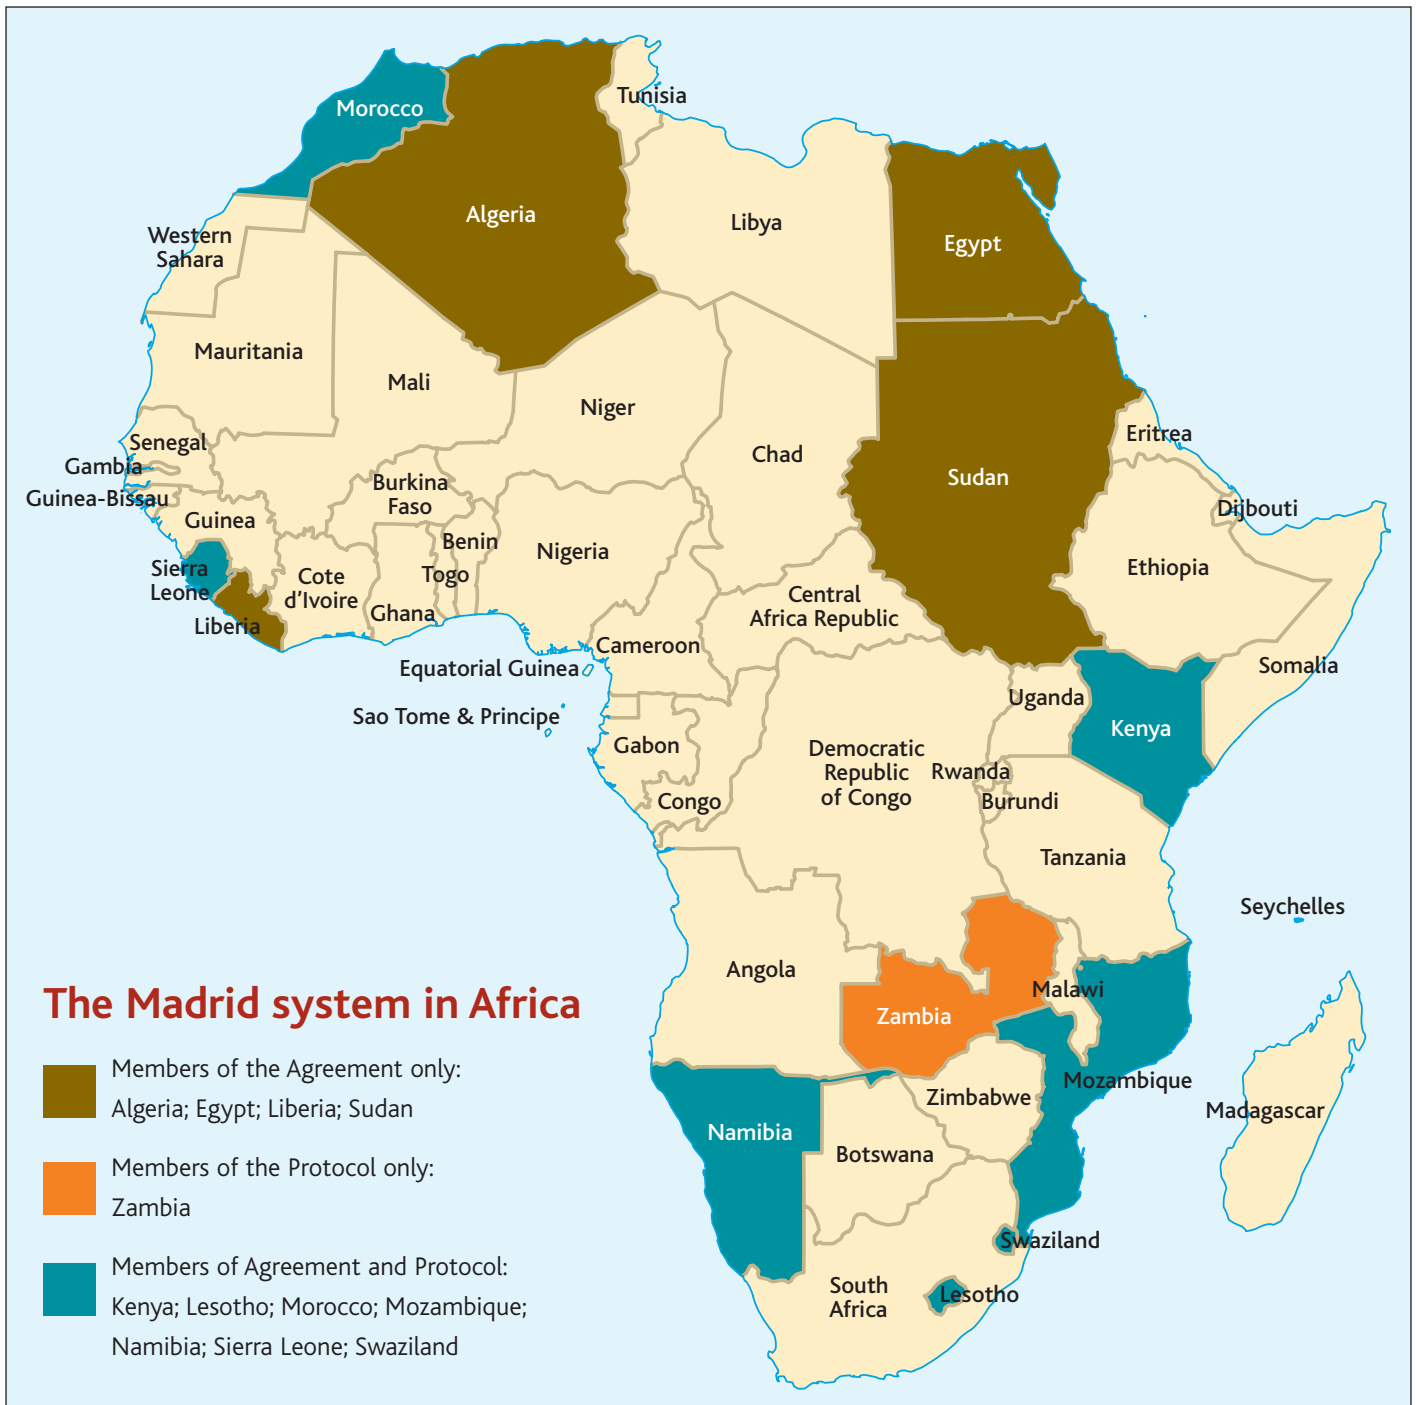 Tunisia
Morocco
Algeria
Libya
Egypt
Western
Sahara
Mauritania
Mali
Niger
Chad
Sudan
Eritrea
Senegal
Gambia
Guinea-Bissau
Burkina
Faso
Guinea
Benin
Nigeria
Djibouti
Ethiopia
Sierra
Leone
Cote
d'Ivoire
Togo
Ghana
Liberia
Central
Africa Republic
Cameroon
Equatorial Guinea
Somalia
Sao Tome & Principe
Uganda
Kenya
Gabon
Democratic
Republic
of Congo
Rwanda
Congo
Burundi
Tanzania
Seychelles
Angola
Malawi
Zambia
Mozambique
Zimbabwe
Madagascar
Namibia
Botswana
Swaziland
South
Africa
Lesotho
The Madrid system in Africa
Members of the Agreement only:
Algeria; Egypt; Liberia; Sudan
Members of the Protocol only:
Zambia
Members of Agreement and Protocol:
Kenya; Lesotho; Morocco; Mozambique;
Namibia; Sierra Leone; Swaziland